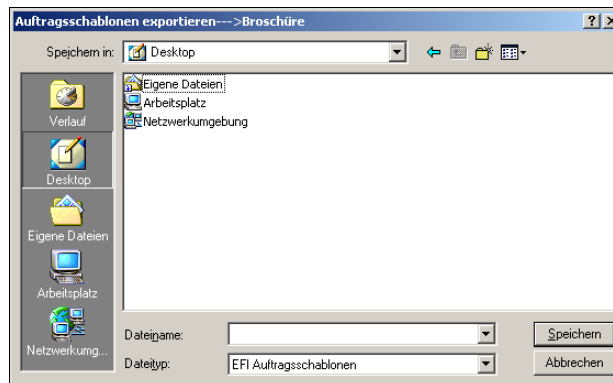 Auftragsschablonen exportieren--->Broschüre
Speichern in: Desktop
Verlauf
Desktop
Eigene Dateien
Arbeitsplatz
Netzwerkumg...
Eigene Dateien
Arbeitsplatz
Netzwerkumgebung
Dateiname: Speichern
Dateityp: EFI Auftragsschablonen Abbrechen